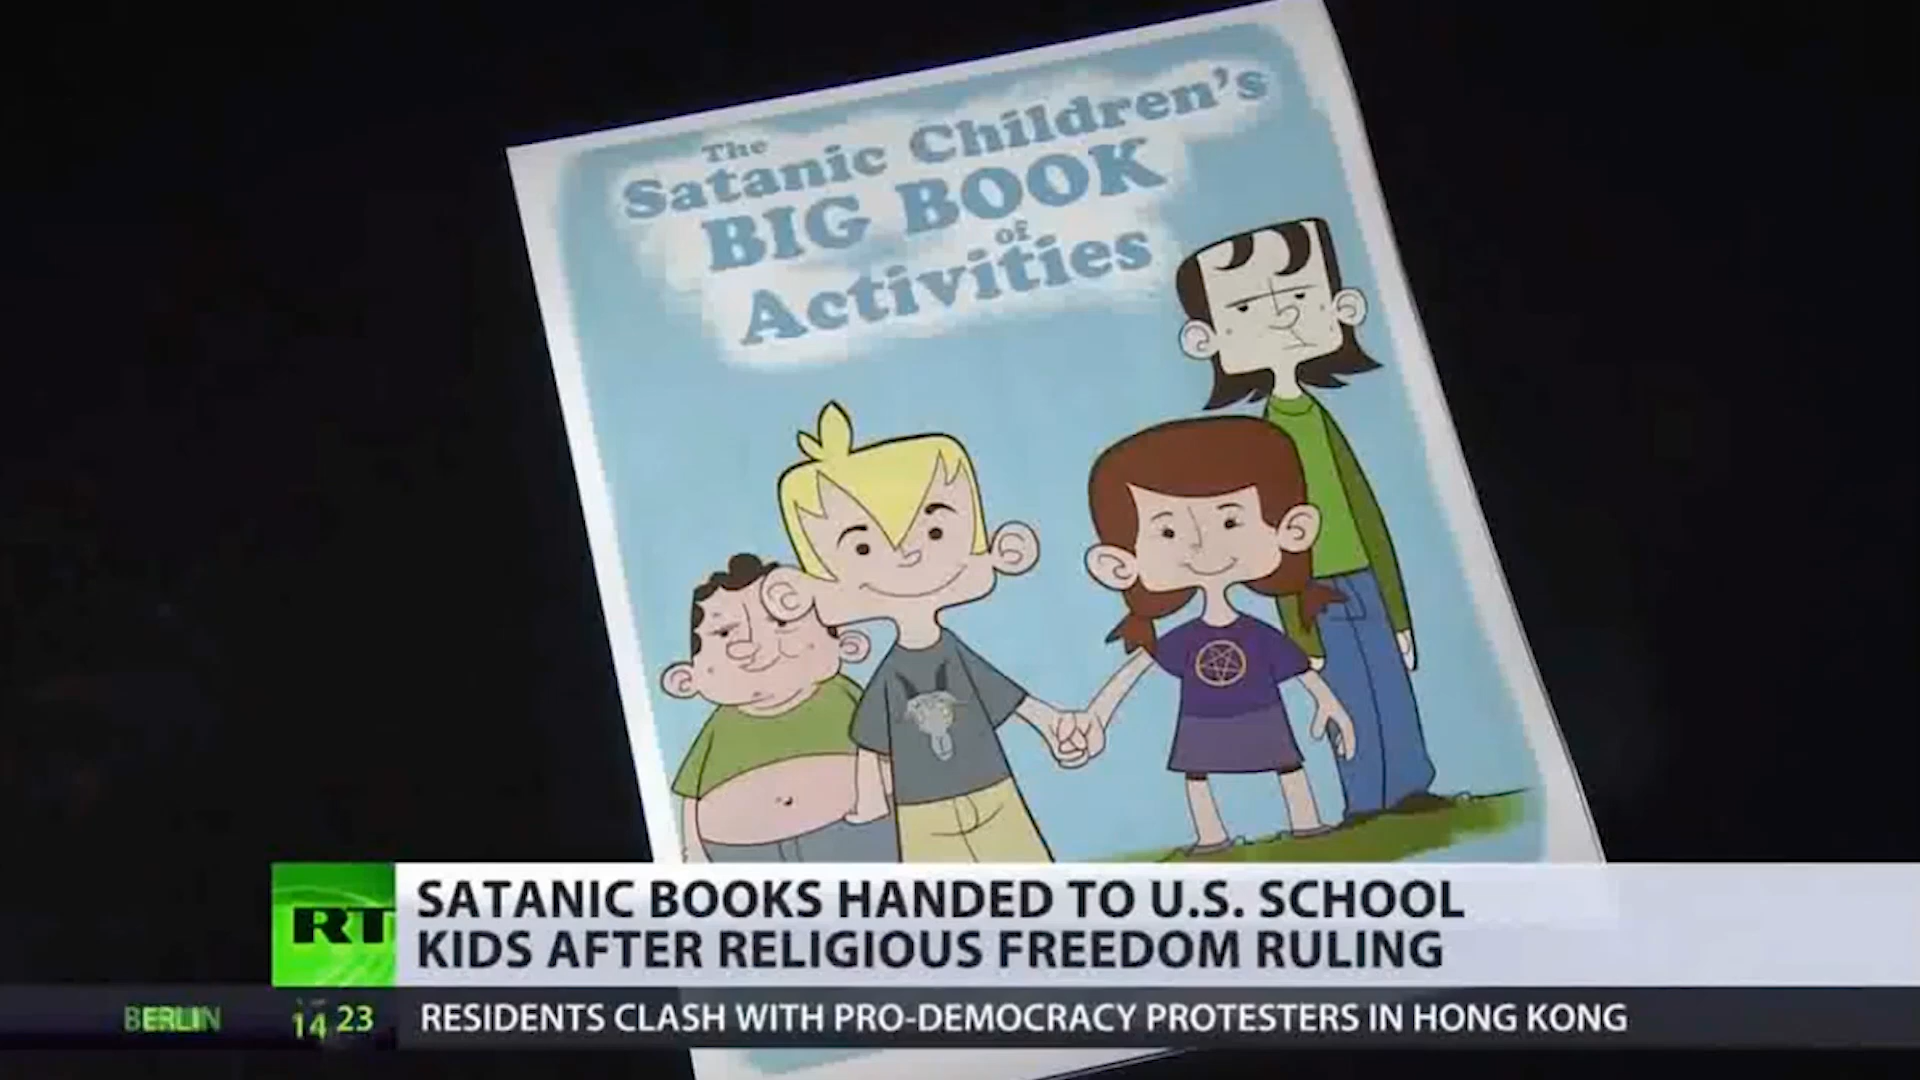 The
Satanic Children's
BIG BOOK
of
Activities
RT
SATANIC BOOKS HANDED TO U.S. SCHOOL
KIDS AFTER RELIGIOUS FREEDOM RULING
BERLIN 14 23 RESIDENTS CLASH WITH PRO-DEMOCRACY PROTESTERS IN HONG KONG